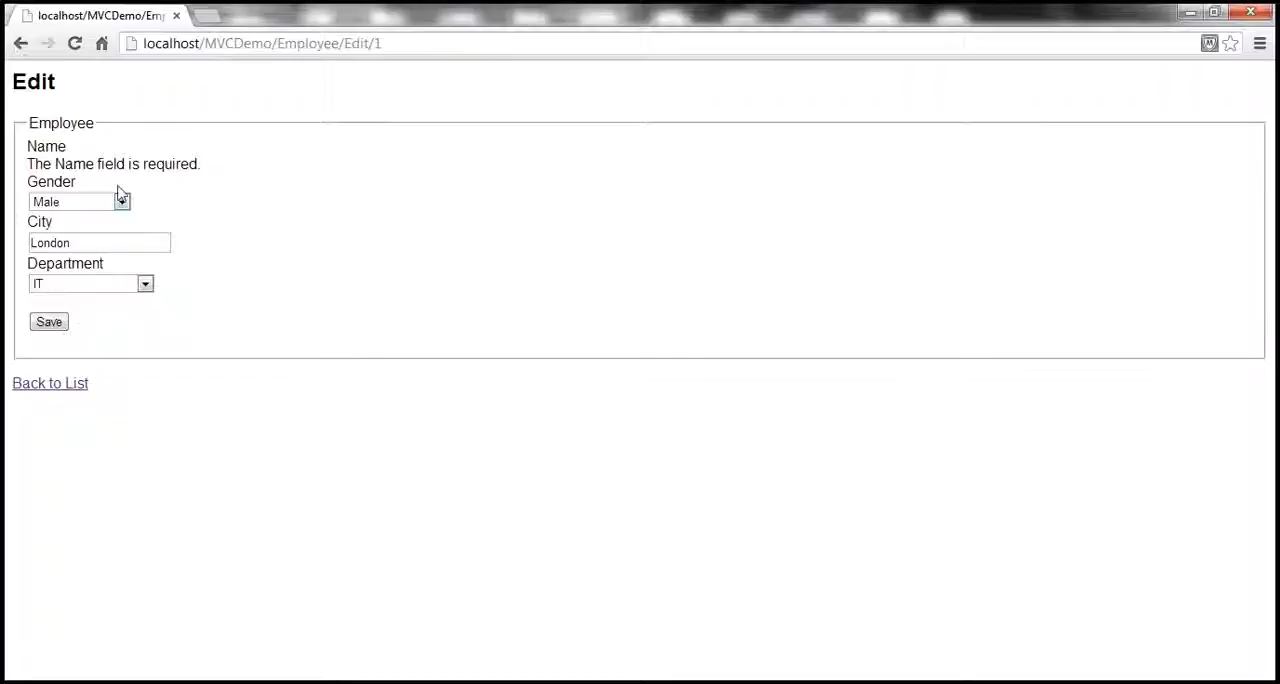 localhost/MVCDemo/Em
localhost/MVCDemo/Employee/Edit/1
Edit
Employee
Name
The Name field is required.
Gender
Male
City
London
Department
IT
Save
Back to List